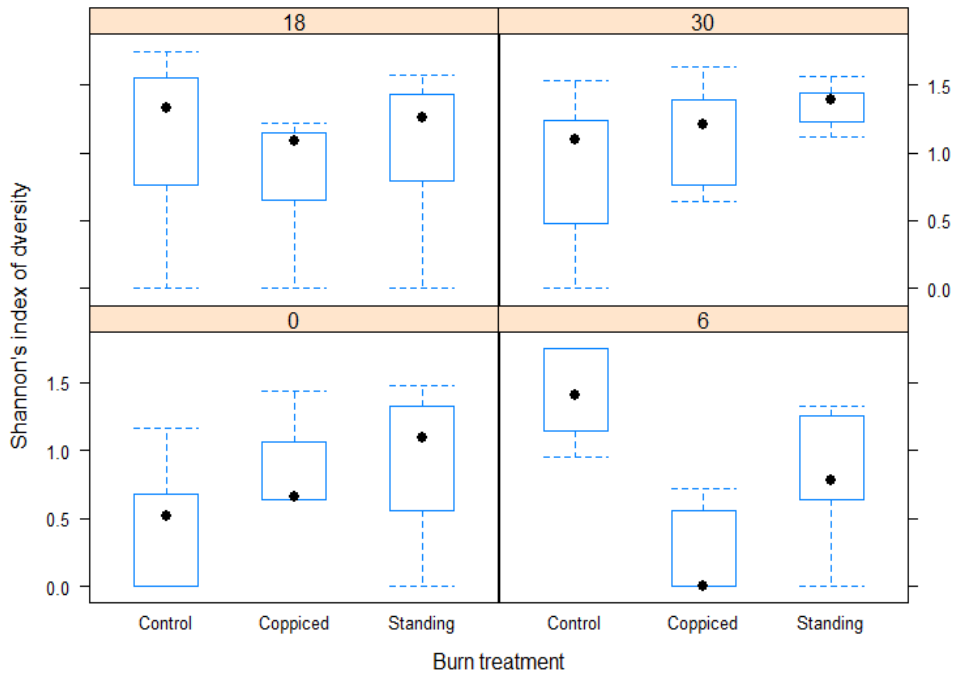 18
30
1.5
1.0
0.5
0.0
Shannon's index of dversity
0
6
1.5
1.0
0.5
0.0
Control
Coppiced
Standing
Control
Coppiced
Standing
Burn treatment